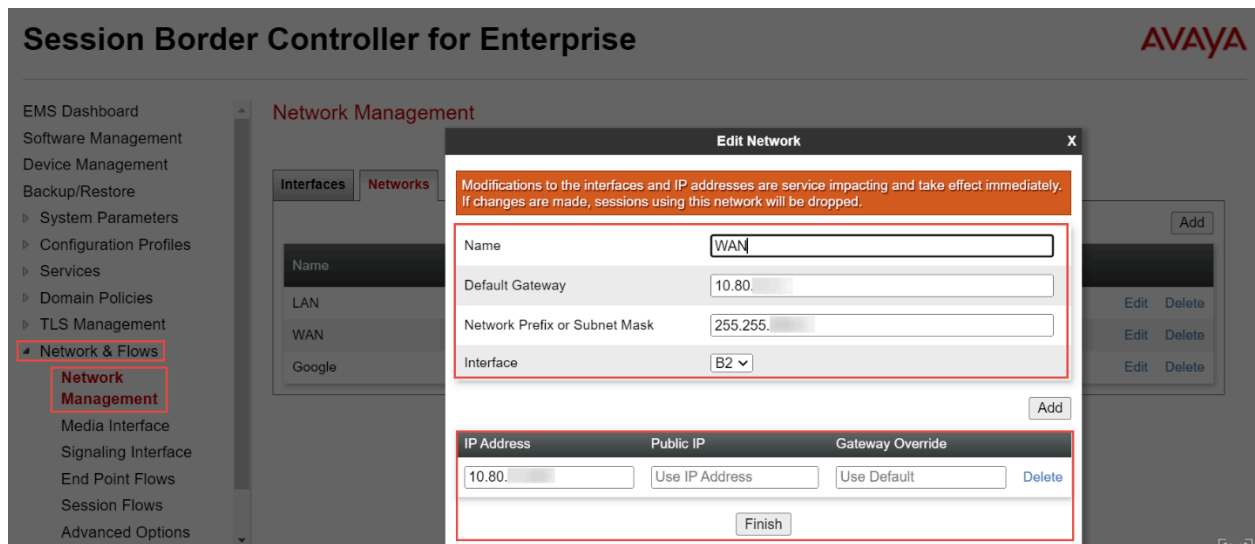 Session Border Controller for Enterprise
AVAYA
EMS Dashboard
Software Management
Device Management
Backup/Restore
System Parameters
Configuration Profiles
Services
Domain Policies
TLS Management
Network & Flows
Network
Management
Media Interface
Signaling Interface
End Point Flows
Session Flows
Advanced Options
Network Management
Interfaces
Networks
Add
Name
LAN
Edit Delete
WAN
Edit Delete
Google
Edit Delete
Edit Network
X
Modifications to the interfaces and IP addresses are service impacting and take effect immediately.
If changes are made, sessions using this network will be dropped.
Name WAN
Default Gateway 10.80.
Network Prefix or Subnet Mask 255.255.
Interface B2
Add
IP Address Public IP Gateway Override
10.80. Use IP Address Use Default Delete
Finish